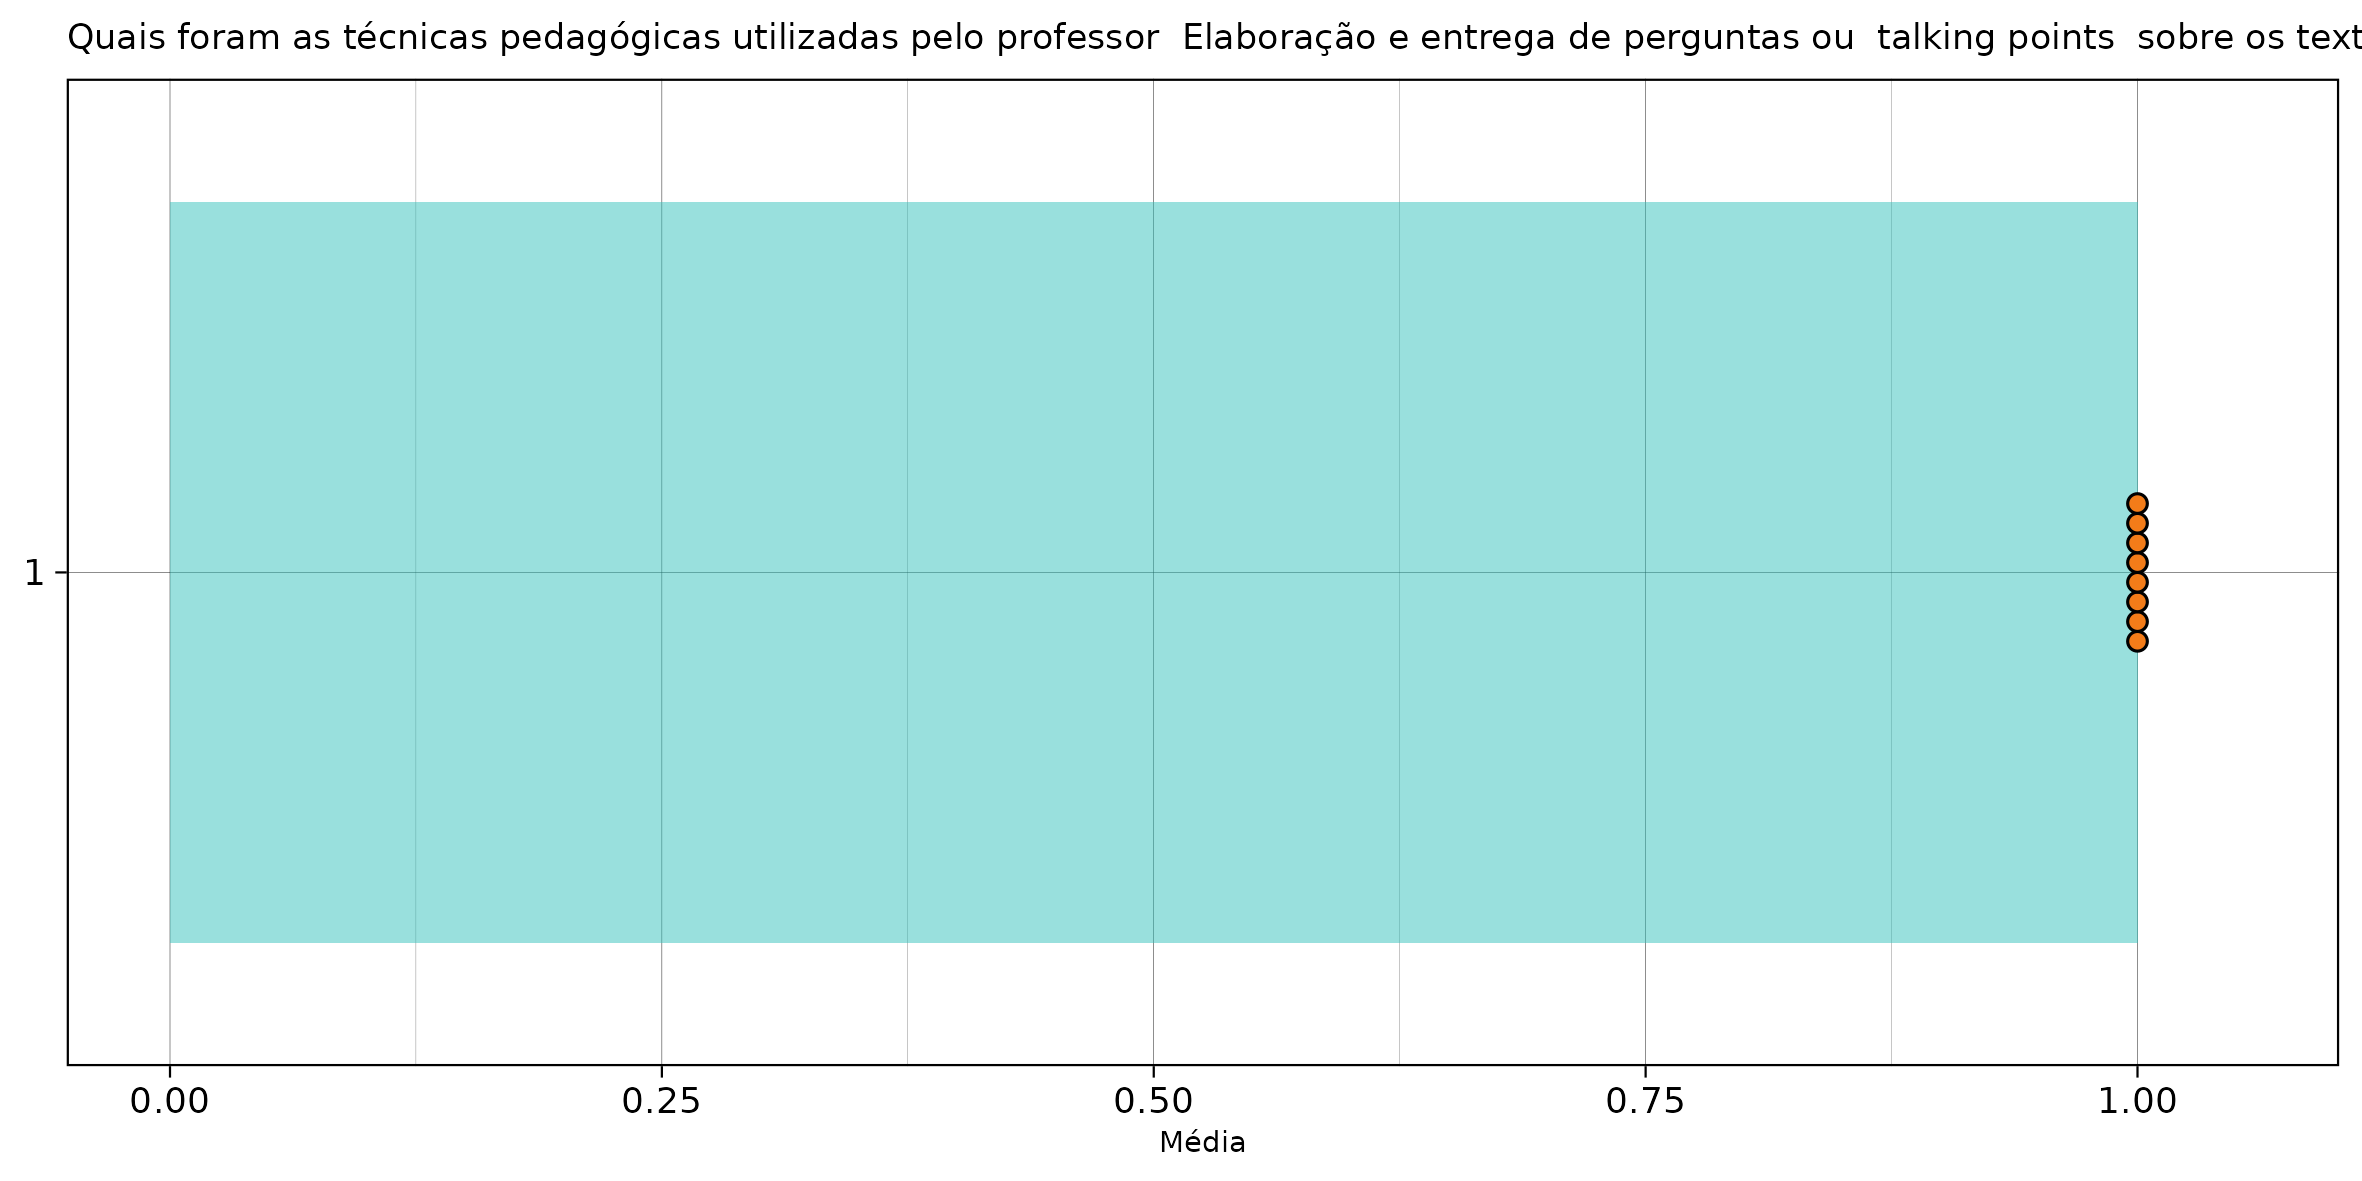 Quais foram as técnicas pedagógicas utilizadas pelo professor  Elaboração e entrega de perguntas ou  talking points  sobre os text
1
0.00 0.25 0.50 0.75 1.00
Média